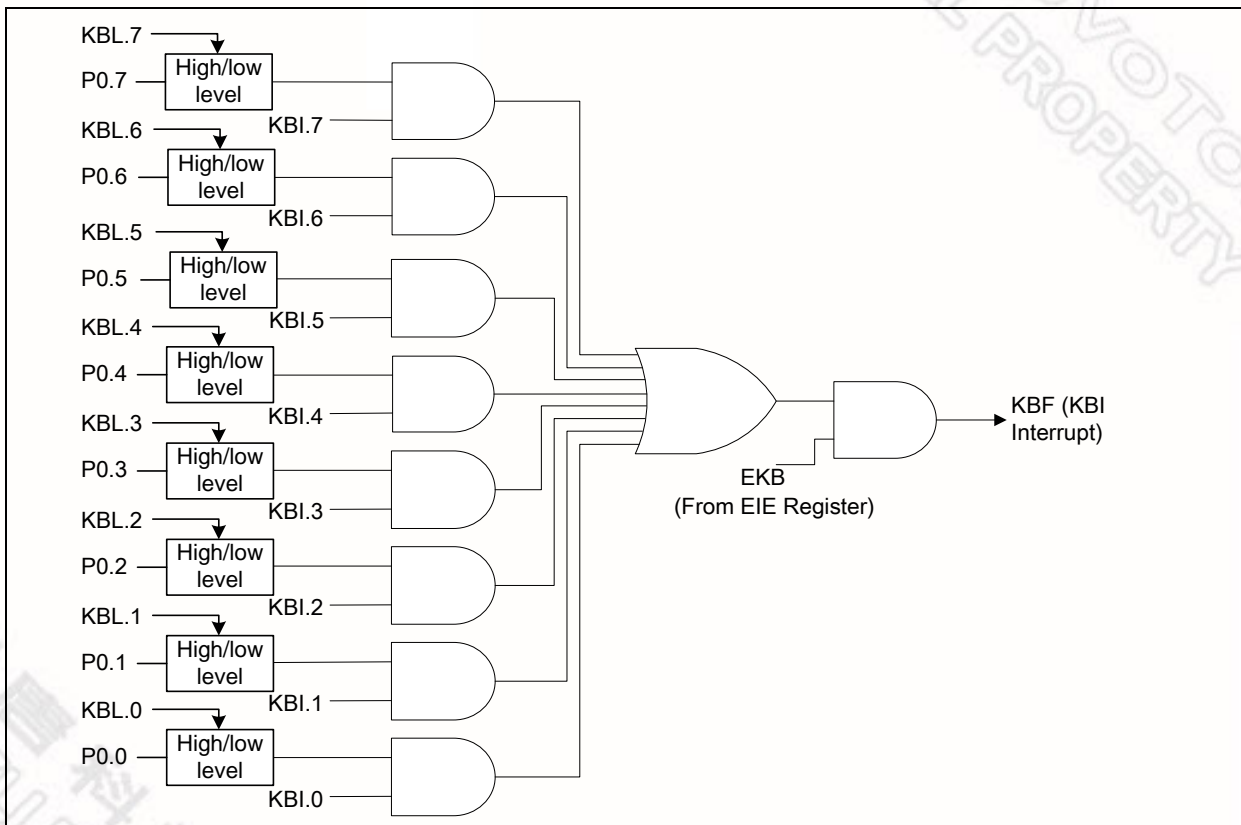 KBL.7
P0.7
High/low
level
KBI.7
KBL.6
P0.6
High/low
level
KBI.6
KBL.5
P0.5
High/low
level
KBI.5
KBL.4
P0.4
High/low
level
KBI.4
KBL.3
P0.3
High/low
level
KBI.3
KBL.2
P0.2
High/low
level
KBI.2
KBL.1
P0.1
High/low
level
KBI.1
KBL.0
P0.0
High/low
level
KBI.0
EKB
(From EIE Register)
KBF (KBI
Interrupt)
PROPERTY